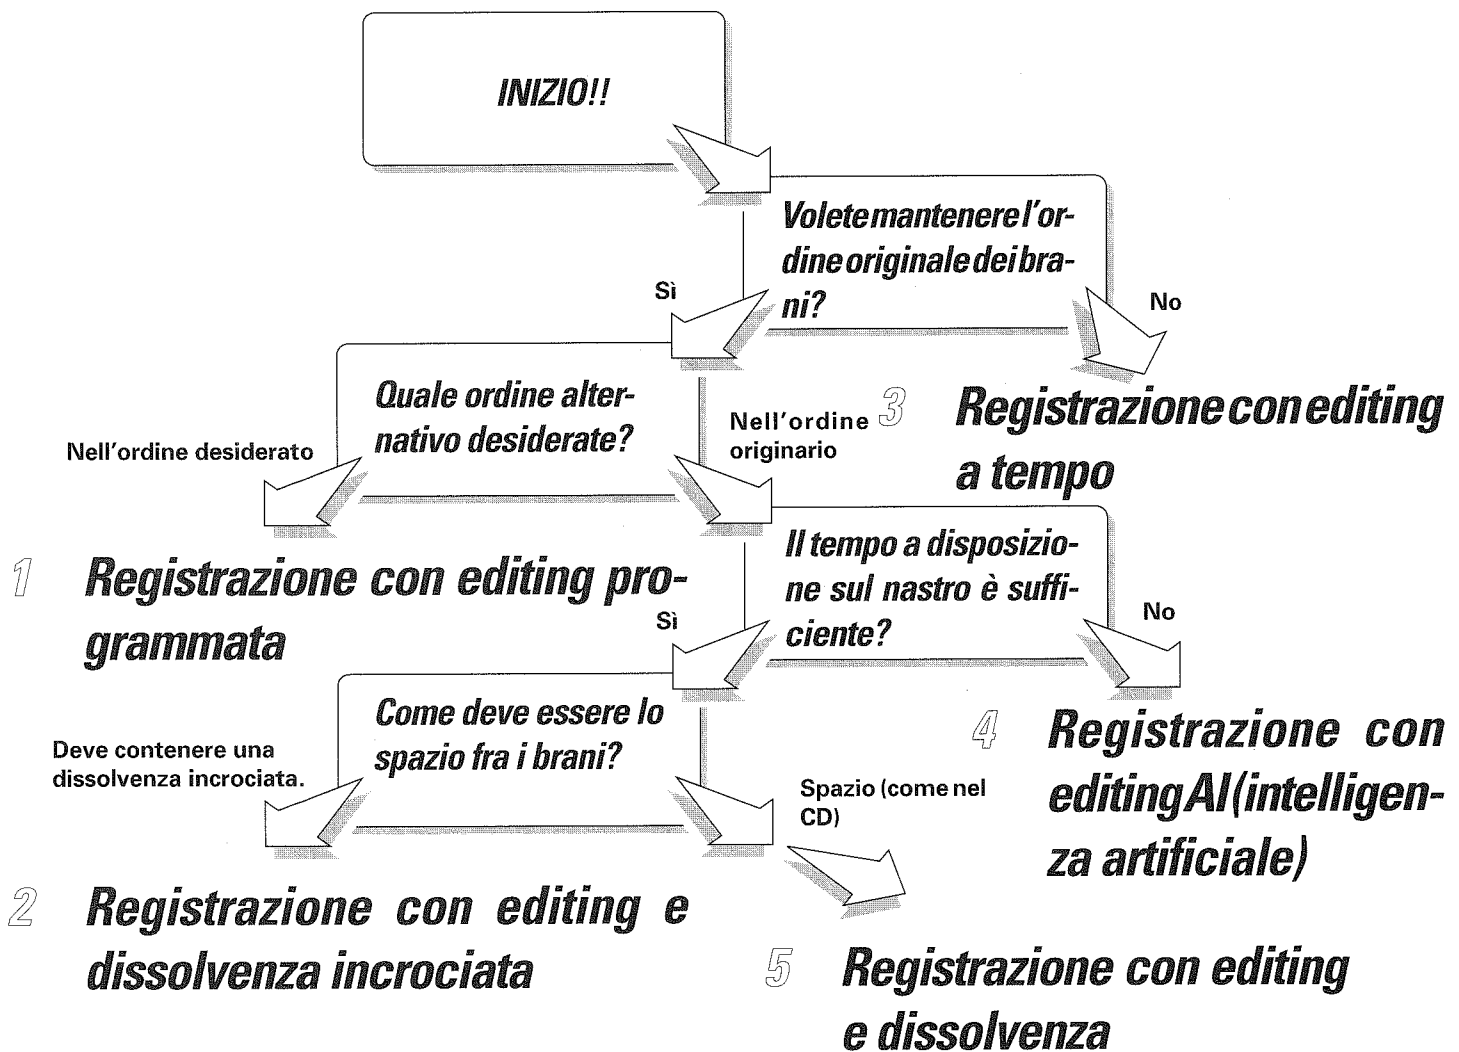 INIZIO!!
Volete mantenere l'or-
dine originale dei bra-
ni?
Sì
No
Quale ordine alter-
nativo desiderate?
Nell'ordine desiderato
Nell'ordine
originario
3 Registrazione con editing
a tempo
1 Registrazione con editing pro-
grammata
Il tempo a disposizio-
ne sul nastro è suffi-
ciente?
Sì
No
Come deve essere lo
spazio fra i brani?
Deve contenere una
dissolvenza incrociata.
Spazio (come nel
CD)
4 Registrazione con
editing AI (intelligen-
za artificiale)
2 Registrazione con editing e
dissolvenza incrociata
5 Registrazione con editing
e dissolvenza